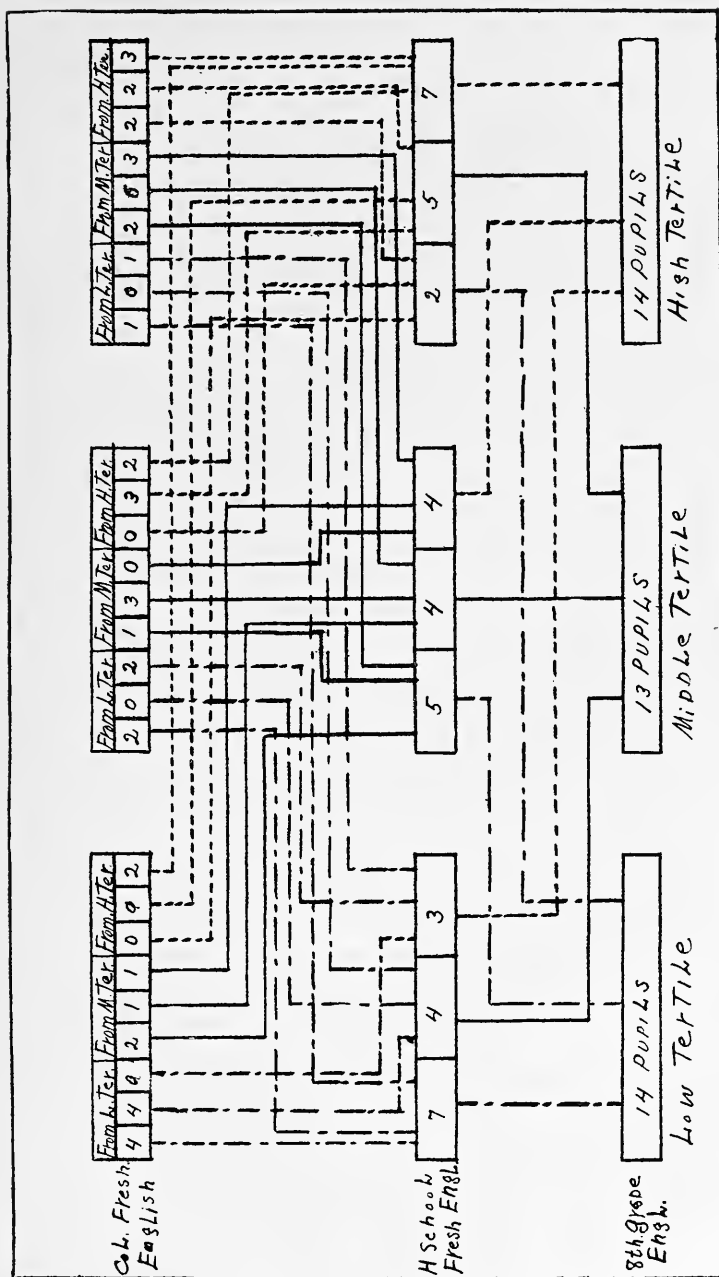 Col. Fresh. English
From L.Ter. From M.Ter. From H.Ter.
4 4 0 2 1 1 0 0 2
From L.Ter. From M.Ter. From H.Ter.
2 0 2 1 3 0 0 3 2
From L.Ter. From M.Ter. From H.Ter.
1 0 1 2 0 3 2 2 3
H School Fresh Engl.
7 4 3
5 4 4
2 5 7
8th.grade Engl.
14 PUPILS
13 PUPILS
14 PUPILS
Low Tertile
Middle Tertile
High Tertile